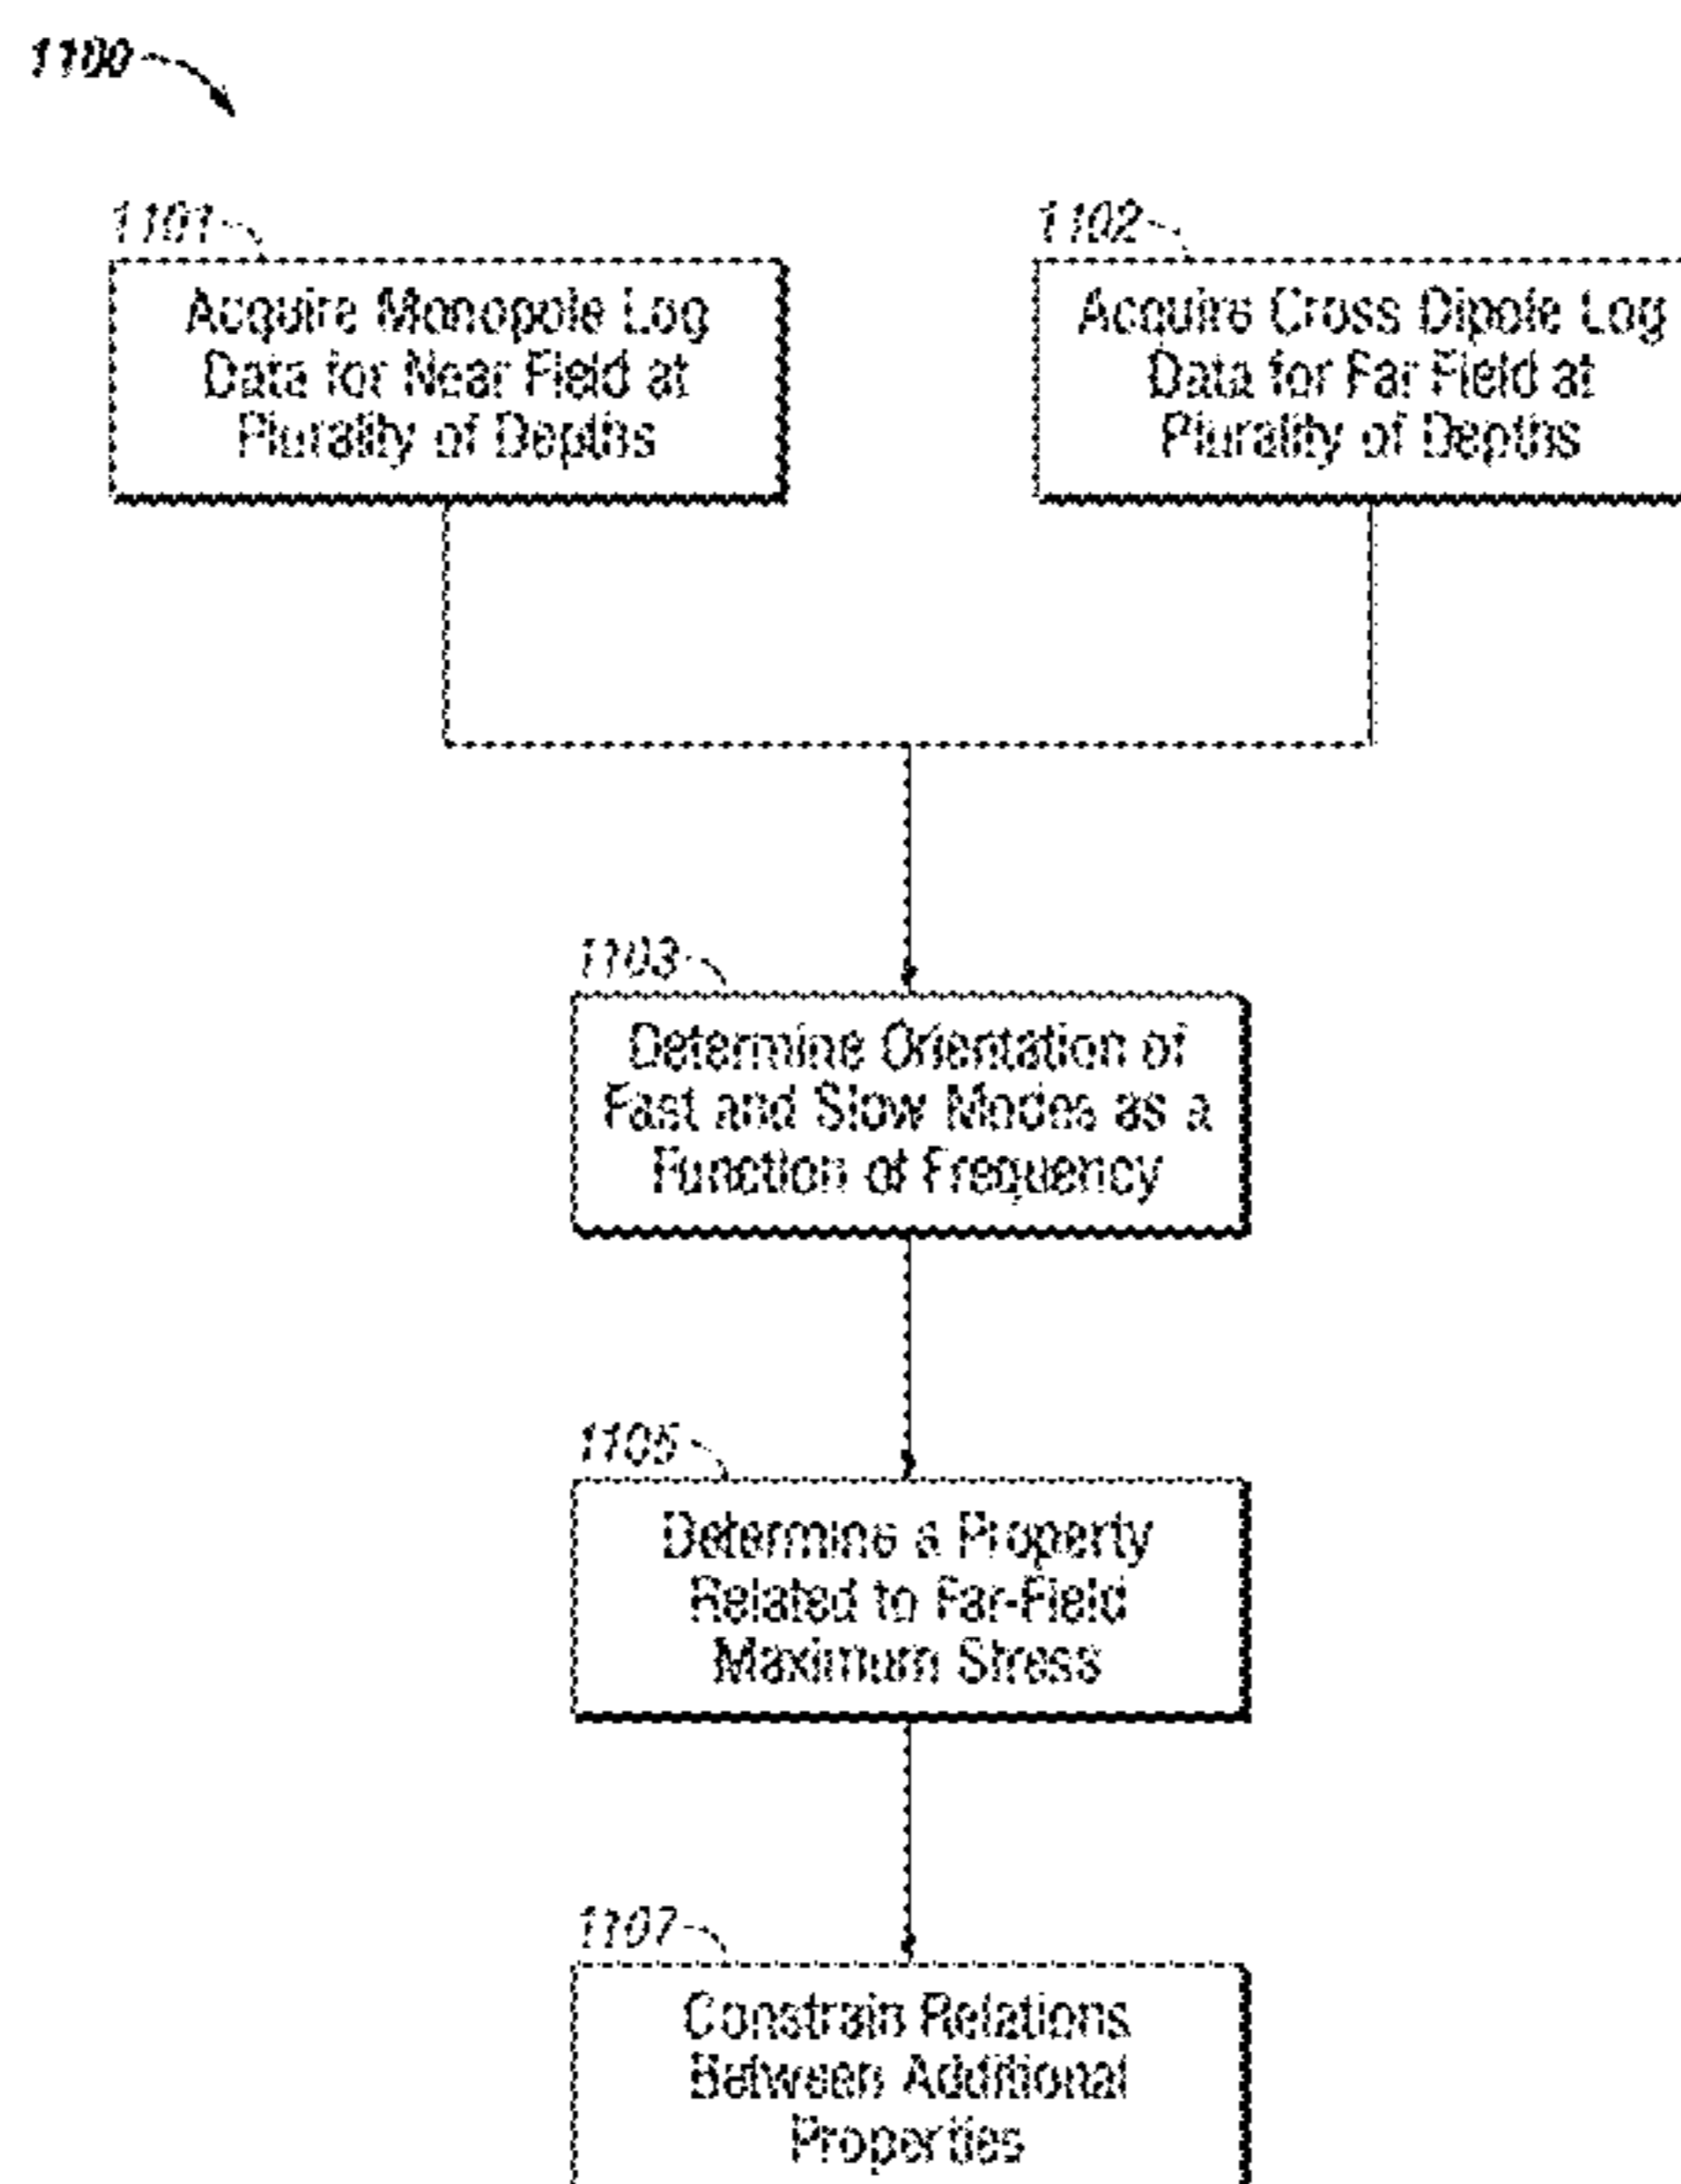 1100
1101
Acquire Monopole Log
Data for Near Field at
Plurality of Depths
1102
Acquire Cross Dipole Log
Data for Far Field at
Plurality of Depths
1103
Determine Orientation of
Fast and Slow Modes as a
Function of Frequency
1105
Determine a Property
Related to Far-Field
Maximum Stress
1107
Constrain Relations
Between Additional
Properties